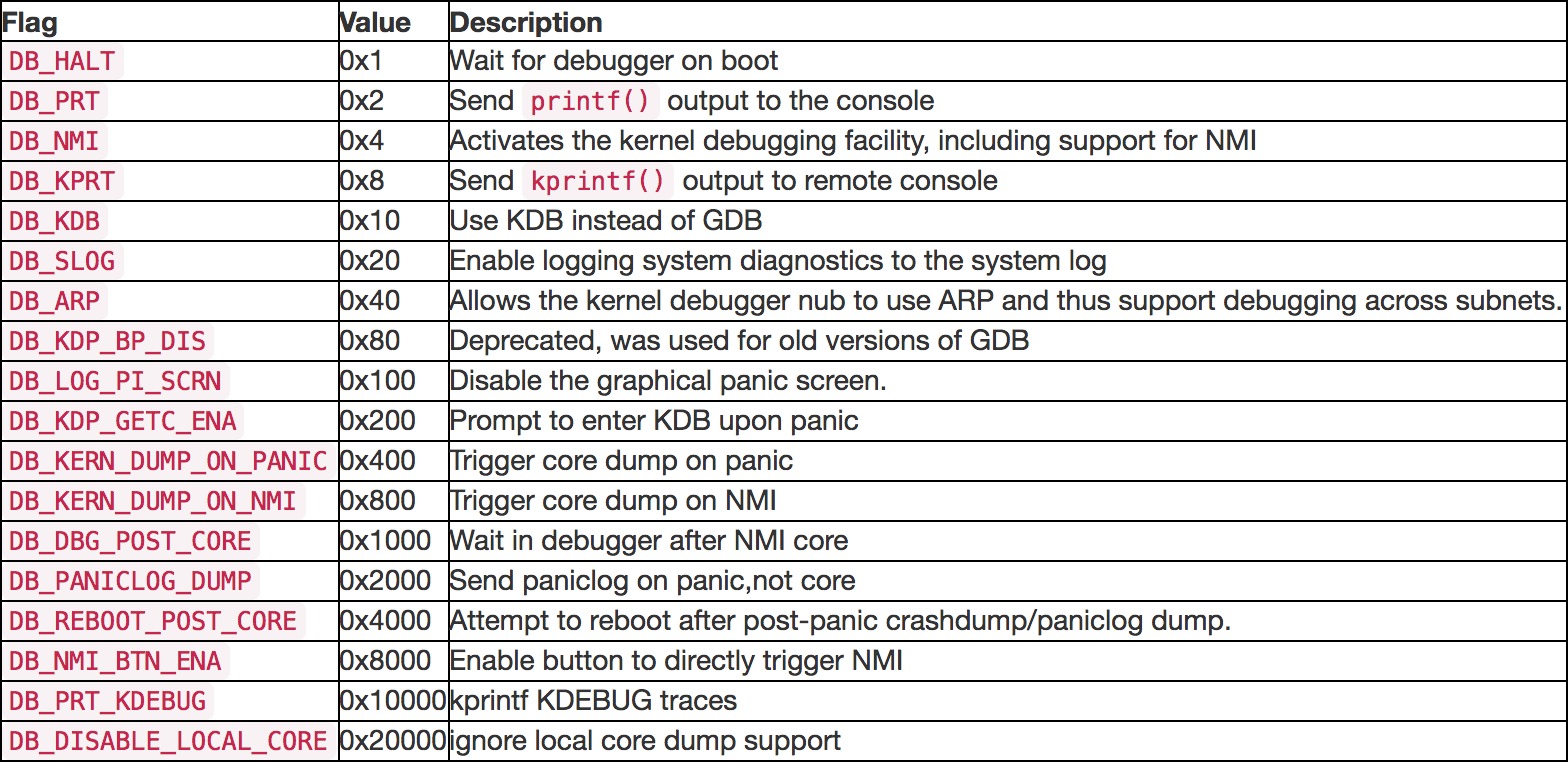 Flag Value Description
DB_HALT 0x1 Wait for debugger on boot
DB_PRT 0x2 Send printf() output to the console
DB_NMI 0x4 Activates the kernel debugging facility, including support for NMI
DB_KPRT 0x8 Send kprintf() output to remote console
DB_KDB 0x10 Use KDB instead of GDB
DB_SLOG 0x20 Enable logging system diagnostics to the system log
DB_ARP 0x40 Allows the kernel debugger nub to use ARP and thus support debugging across subnets.
DB_KDP_BP_DIS 0x80 Deprecated, was used for old versions of GDB
DB_LOG_PI_SCRN 0x100 Disable the graphical panic screen.
DB_KDP_GETC_ENA 0x200 Prompt to enter KDB upon panic
DB_KERN_DUMP_ON_PANIC 0x400 Trigger core dump on panic
DB_KERN_DUMP_ON_NMI 0x800 Trigger core dump on NMI
DB_DBG_POST_CORE 0x1000 Wait in debugger after NMI core
DB_PANICLOG_DUMP 0x2000 Send paniclog on panic,not core
DB_REBOOT_POST_CORE 0x4000 Attempt to reboot after post-panic crashdump/paniclog dump.
DB_NMI_BTN_ENA 0x8000 Enable button to directly trigger NMI
DB_PRT_KDEBUG 0x10000 kprintf KDEBUG traces
DB_DISABLE_LOCAL_CORE 0x20000 ignore local core dump support